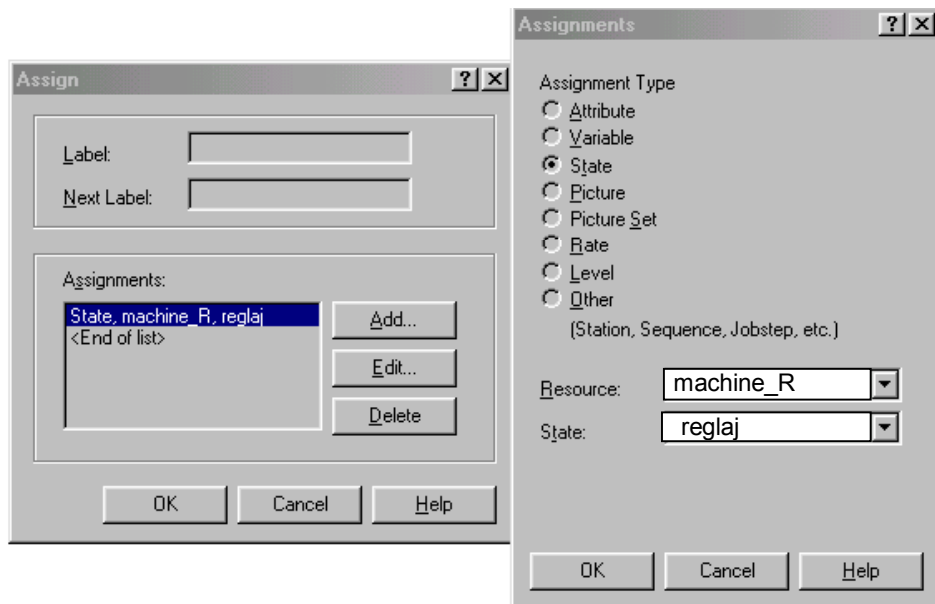 Assign
Label:
Next Label:
Assignments:
State, machine_R, reglaj
<End of list>
Add...
Edit...
Delete
OK Cancel Help
Assignments
Assignment Type
Attribute
Variable
State
Picture
Picture Set
Rate
Level
Other
(Station, Sequence, Jobstep, etc.)
Resource: machine_R
State: reglaj
OK Cancel Help